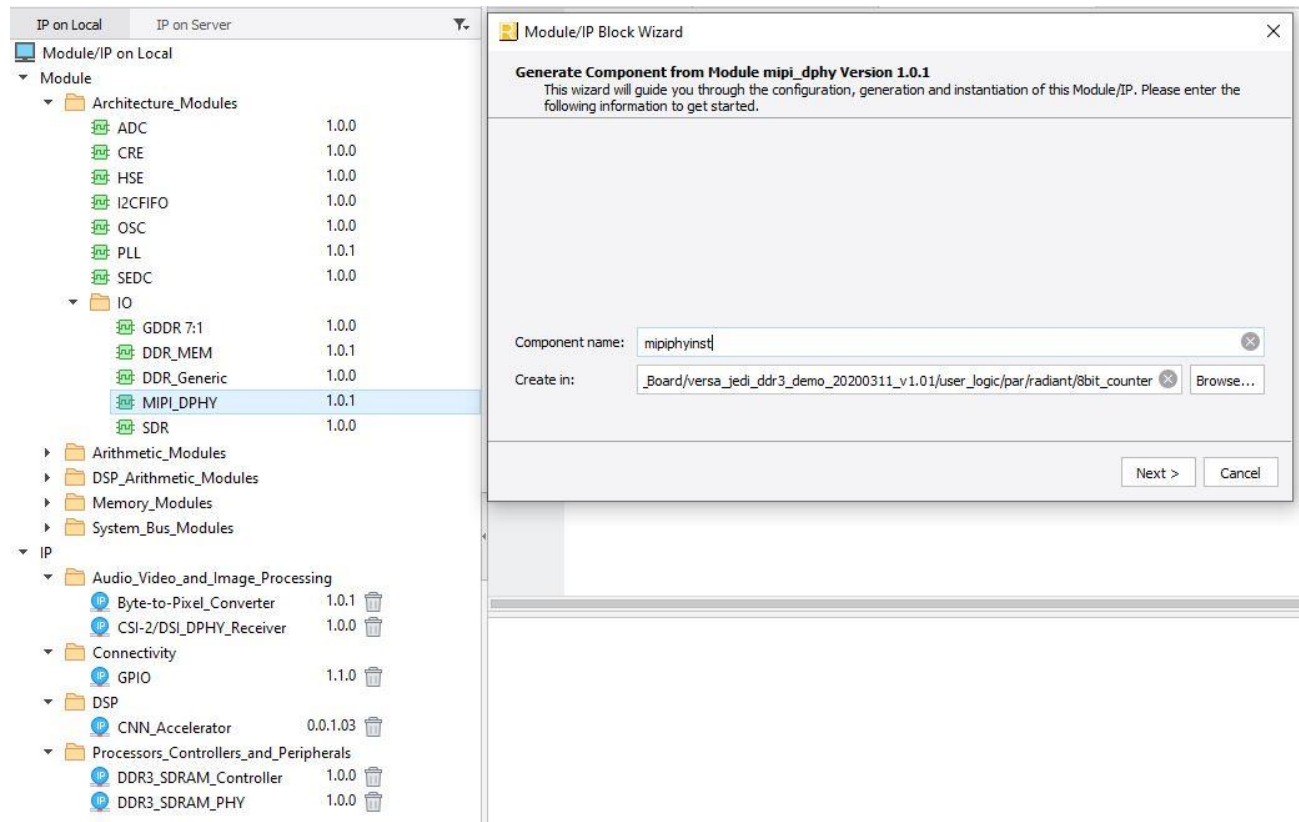 IP on Local IP on Server
Module/IP on Local
Module
Architecture_Modules
ADC 1.0.0
CRE 1.0.0
HSE 1.0.0
I2CFIFO 1.0.0
OSC 1.0.0
PLL 1.0.1
SEDC 1.0.0
IO
GDDR 7:1 1.0.0
DDR_MEM 1.0.1
DDR_Generic 1.0.0
MIPI_DPHY 1.0.1
SDR 1.0.0
Arithmetic_Modules
DSP_Arithmetic_Modules
Memory_Modules
System_Bus_Modules
IP
Audio_Video_and_Image_Processing
Byte-to-Pixel_Converter 1.0.1
CSI-2/DSI_DPHY_Receiver 1.0.0
Connectivity
GPIO 1.1.0
DSP
CNN_Accelerator 0.0.1.03
Processors_Controllers_and_Peripherals
DDR3_SDRAM_Controller 1.0.0
DDR3_SDRAM_PHY 1.0.0
Module/IP Block Wizard
Generate Component from Module mipi_dphy Version 1.0.1
This wizard will guide you through the configuration, generation and instantiation of this Module/IP. Please enter the
following information to get started.
Component name: mipiphyinst
Create in: _Board/versa_jedi_ddr3_demo_20200311_v1.01/user_logic/par/radiant/8bit_counter Browse...
Next > Cancel